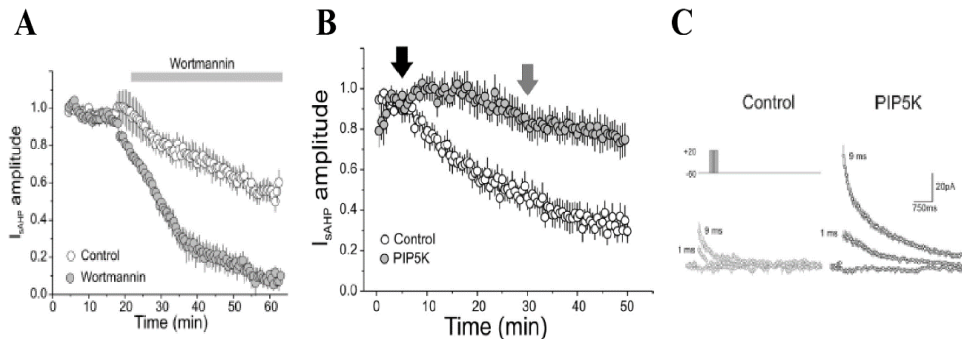 A
Wortmannin
I sAHP amplitude
1.0
0.8
0.6
0.4
0.2
0.0
Control
Wortmannin
0 10 20 30 40 50 60
Time (min)
B
I sAHP amplitude
1.0
0.8
0.6
0.4
0.2
0.0
Control
PIP5K
0 10 20 30 40 50
Time (min)
C
Control
PIP5K
+20
-60
9 ms
1 ms
9 ms
1 ms
20pA
750ms